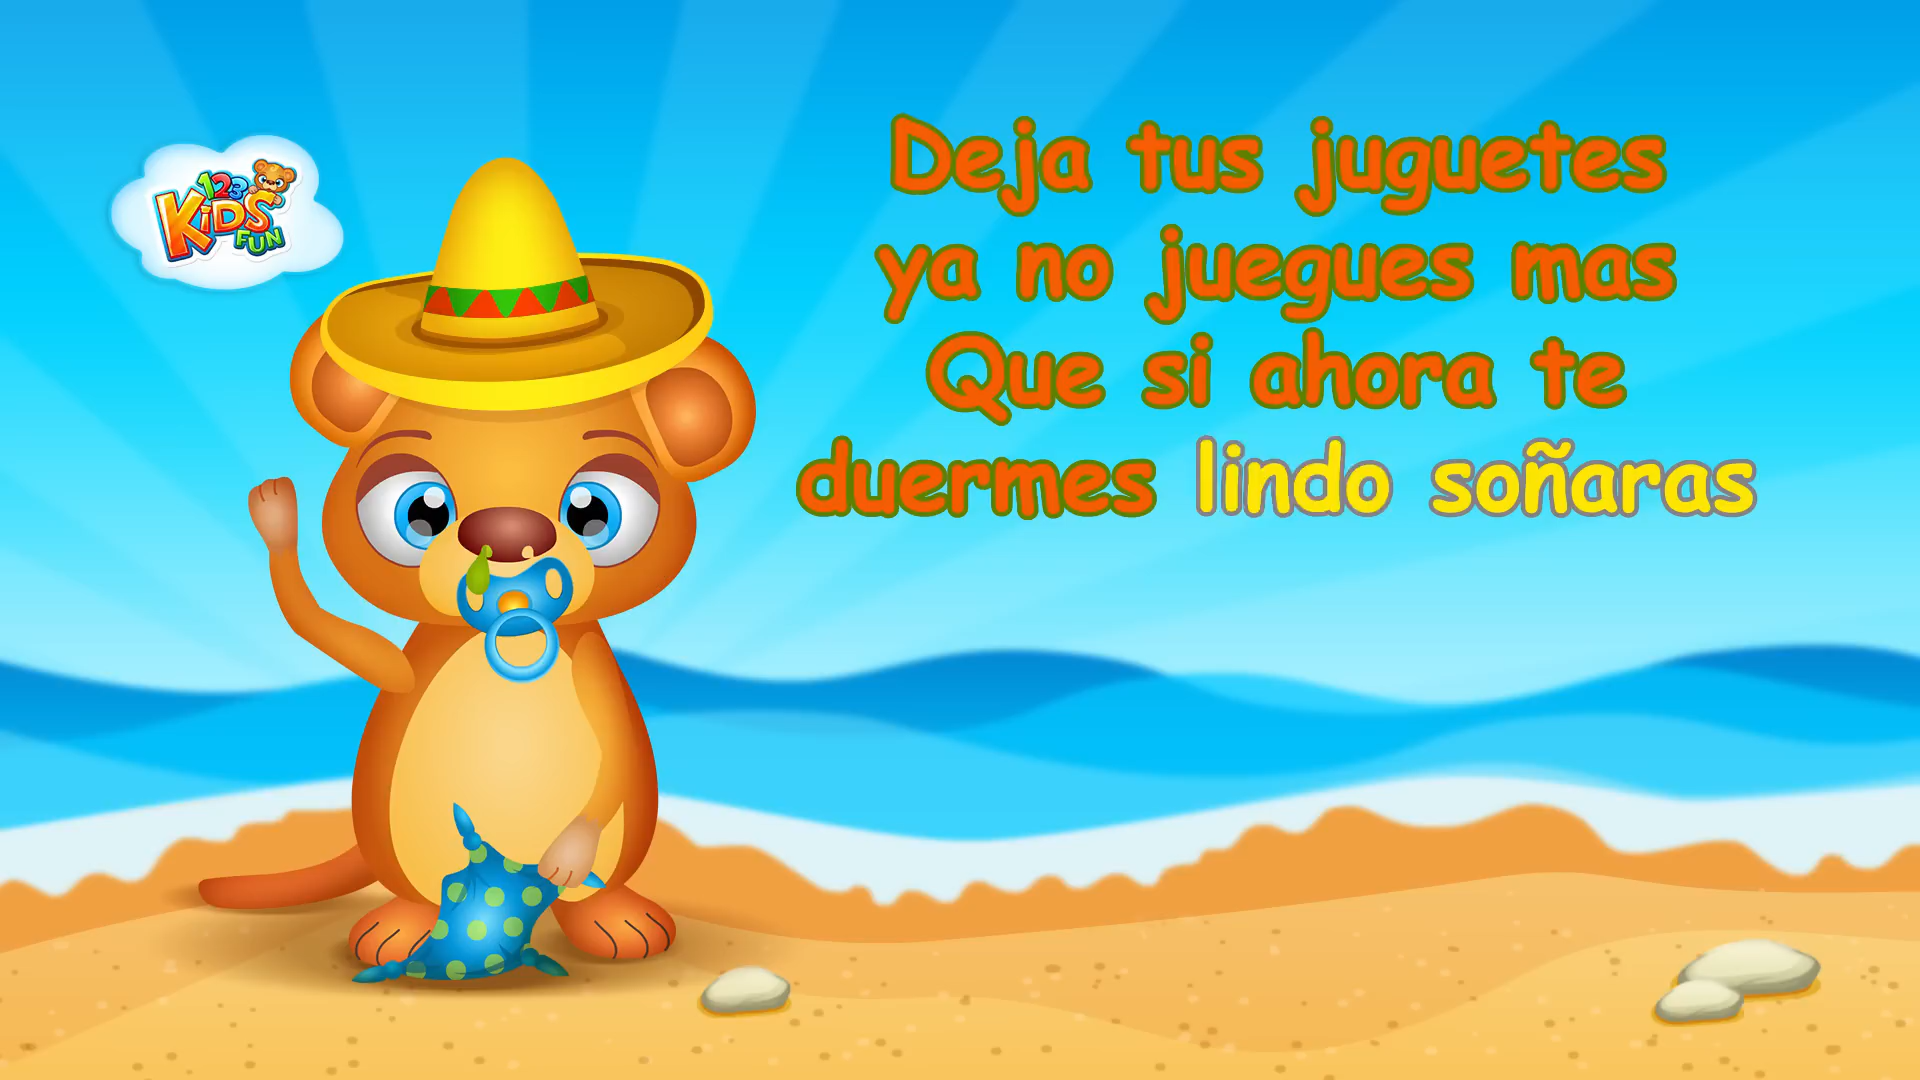 123
KiDS
FUN
Deja tus juguetes
ya no juegues mas
Que si ahora te
duermes lindo soñaras